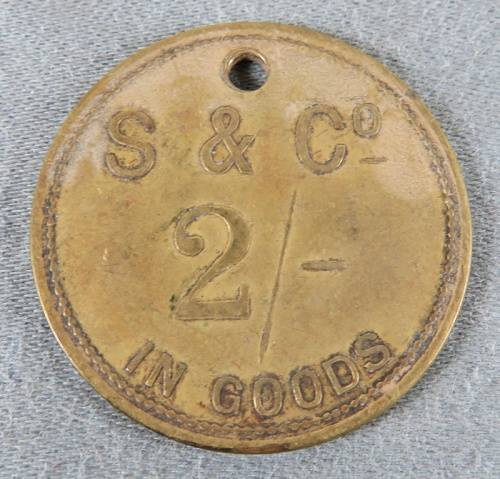 S & Cº
2/-
IN GOODS